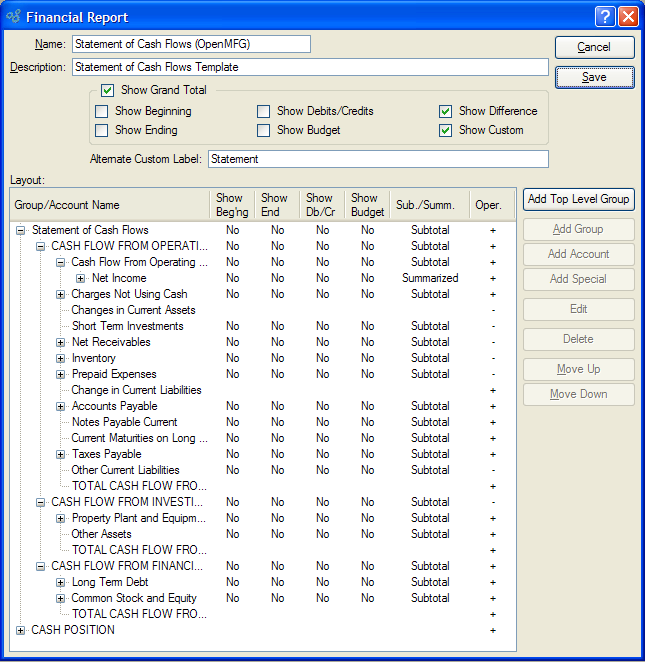 Financial Report
Name: Statement of Cash Flows (OpenMFG)
Cancel
Description: Statement of Cash Flows Template
Save
Show Grand Total
Show Beginning Show Debits/Credits Show Difference
Show Ending Show Budget Show Custom
Alternate Custom Label: Statement
Layout:
Group/Account Name Show Beg'ng Show End Show Db/Cr Show Budget Sub./Summ. Oper.
Statement of Cash Flows No No No No Subtotal +
CASH FLOW FROM OPERATI... No No No No Subtotal +
Cash Flow From Operating ... No No No No Subtotal +
Net Income No No No No Summarized +
Charges Not Using Cash No No No No Subtotal +
Changes in Current Assets -
Short Term Investments No No No No Subtotal -
Net Receivables No No No No Subtotal -
Inventory No No No No Subtotal -
Prepaid Expenses No No No No Subtotal -
Change in Current Liabilities +
Accounts Payable No No No No Subtotal +
Notes Payable Current No No No No Subtotal +
Current Maturities on Long ... No No No No Subtotal +
Taxes Payable No No No No Subtotal +
Other Current Liabilities No No No No Subtotal -
TOTAL CASH FLOW FRO... +
CASH FLOW FROM INVESTI... No No No No Subtotal -
Property Plant and Equipm... No No No No Subtotal +
Other Assets No No No No Subtotal +
TOTAL CASH FLOW FRO... +
CASH FLOW FROM FINANCI... No No No No Subtotal +
Long Term Debt No No No No Subtotal +
Common Stock and Equity No No No No Subtotal +
TOTAL CASH FLOW FRO... +
CASH POSITION +
Add Top Level Group
Add Group
Add Account
Add Special
Edit
Delete
Move Up
Move Down